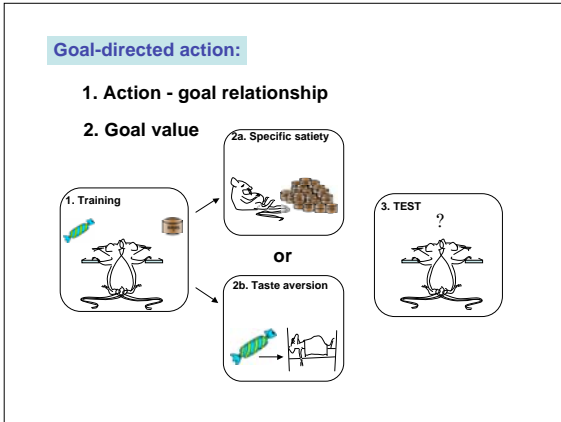 Goal-directed action:
1. Action - goal relationship
2. Goal value
2a. Specific satiety
1. Training
3. TEST
?
or
2b. Taste aversion